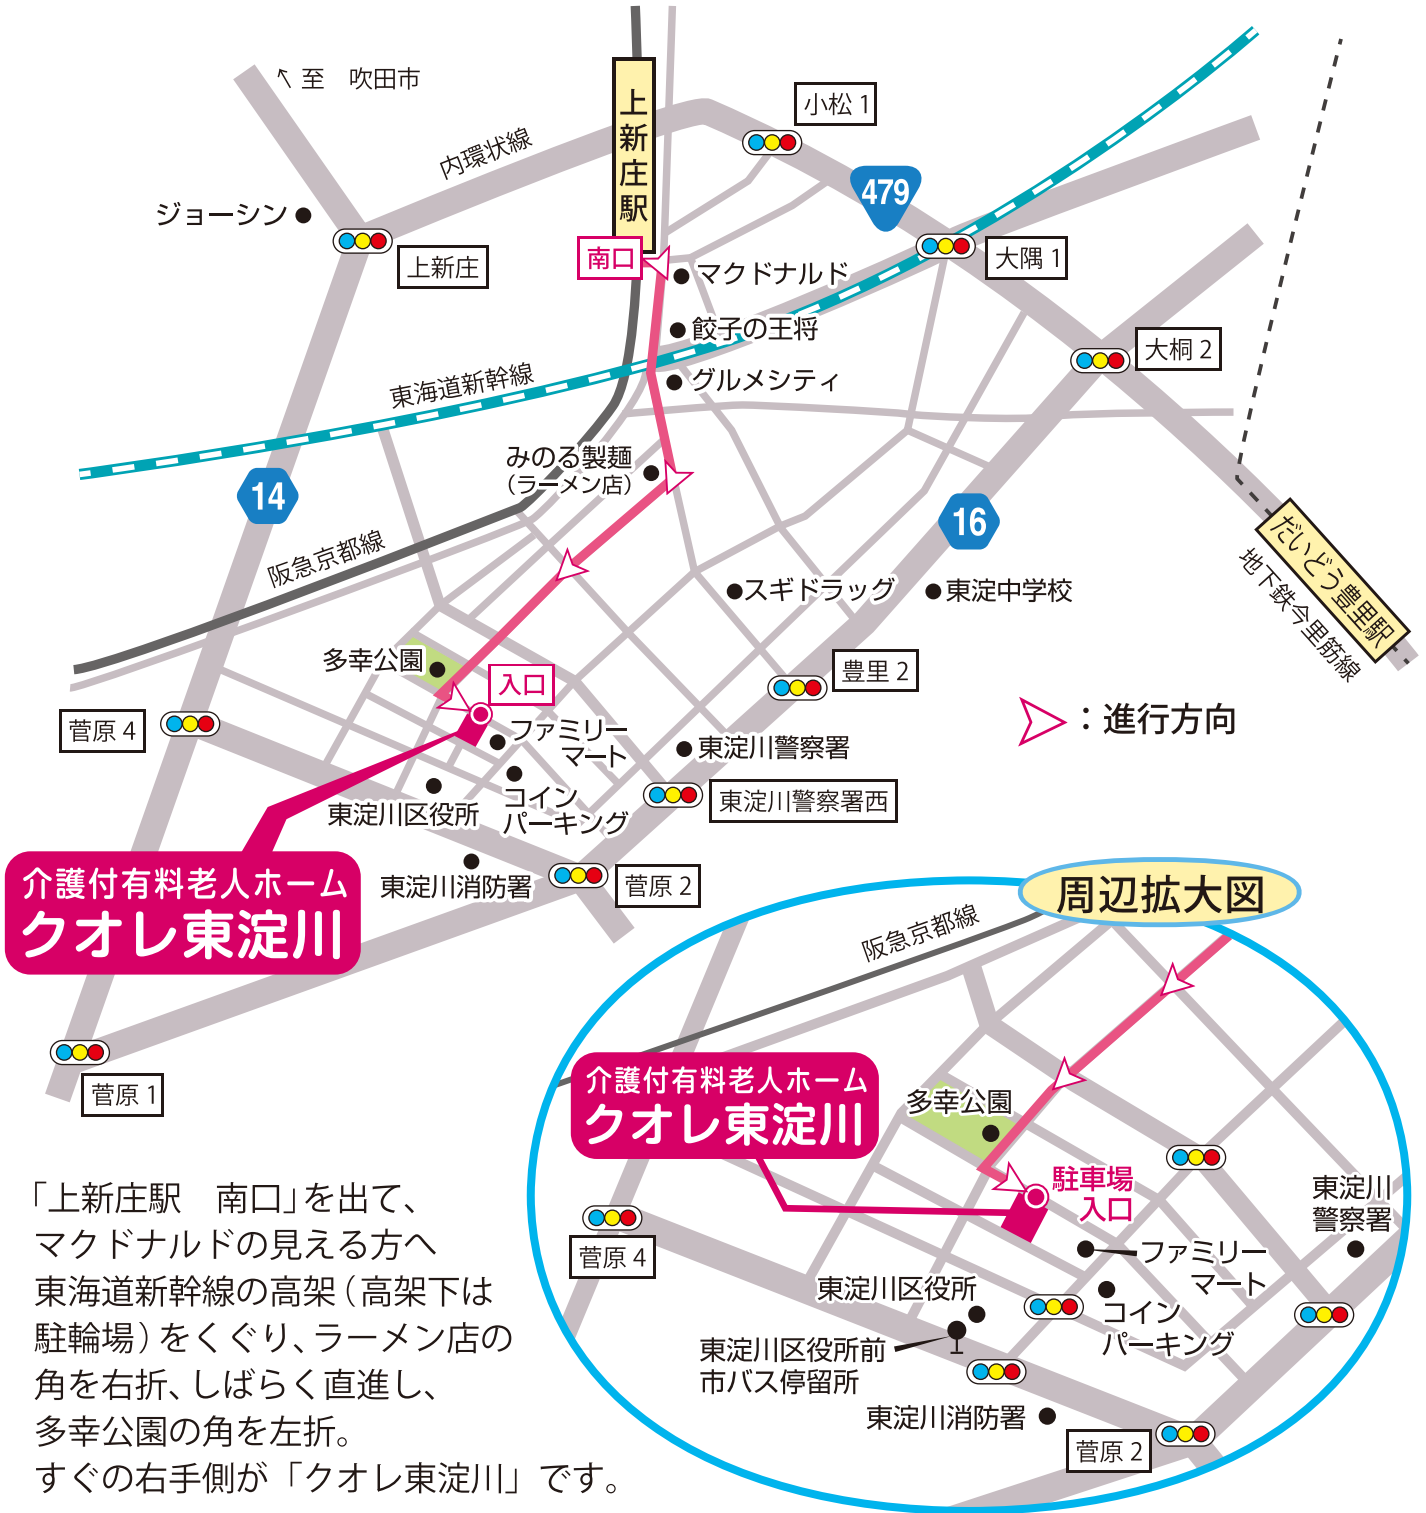 ↖ 至　吹田市
内環状線
上新庄駅
小松 1
479
ジョーシン
上新庄
南口
マクドナルド
大隅 1
餃子の王将
大桐 2
グルメシティ
東海道新幹線
みのる製麺
（ラーメン店）
14
16
阪急京都線
だいどう豊里駅
地下鉄今里筋線
スギドラッグ
東淀中学校
多幸公園
豊里 2
入口
菅原 4
ファミリー
マート
：進行方向
東淀川警察署
コイン
パーキング
東淀川区役所
東淀川警察署西
東淀川消防署
菅原 2
介護付有料老人ホーム
クオレ東淀川
菅原 1
周辺拡大図
阪急京都線
介護付有料老人ホーム
クオレ東淀川
多幸公園
駐車場
入口
東淀川
警察署
菅原 4
ファミリー
マート
東淀川区役所
コイン
パーキング
東淀川区役所前
市バス停留所
東淀川消防署
菅原 2
「上新庄駅　南口」を出て、
マクドナルドの見える方へ
東海道新幹線の高架（高架下は
駐輪場）をくぐり、ラーメン店の
角を右折、しばらく直進し、
多幸公園の角を左折。
すぐの右手側が「クオレ東淀川」です。